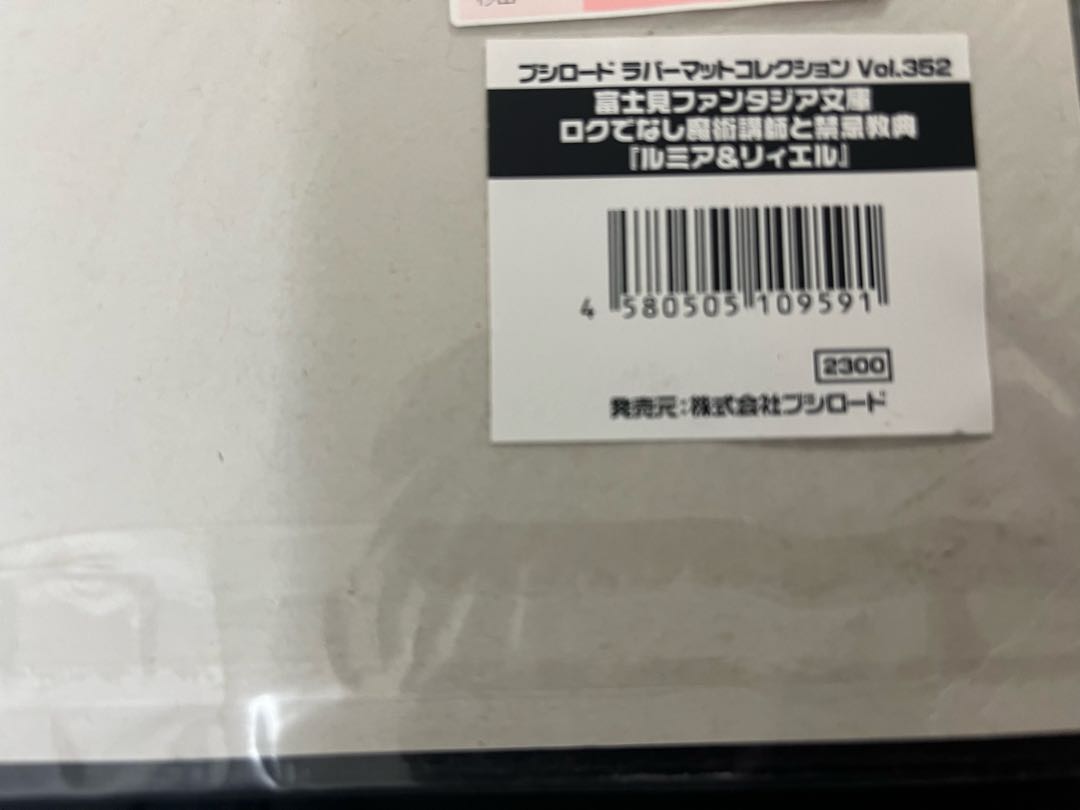 ブシロード ラバーマットコレクション Vol.352
富士見ファンタジア文庫
ロクでなし魔術講師と禁忌教典
『ルミア&リィエル』
4 580505 109591
2300
発売元:株式会社ブシロード